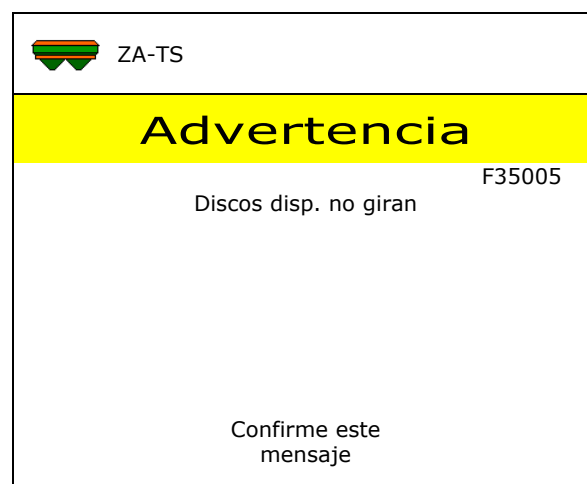 ZA-TS
Advertencia
F35005
Discos disp. no giran
Confirme este
mensaje